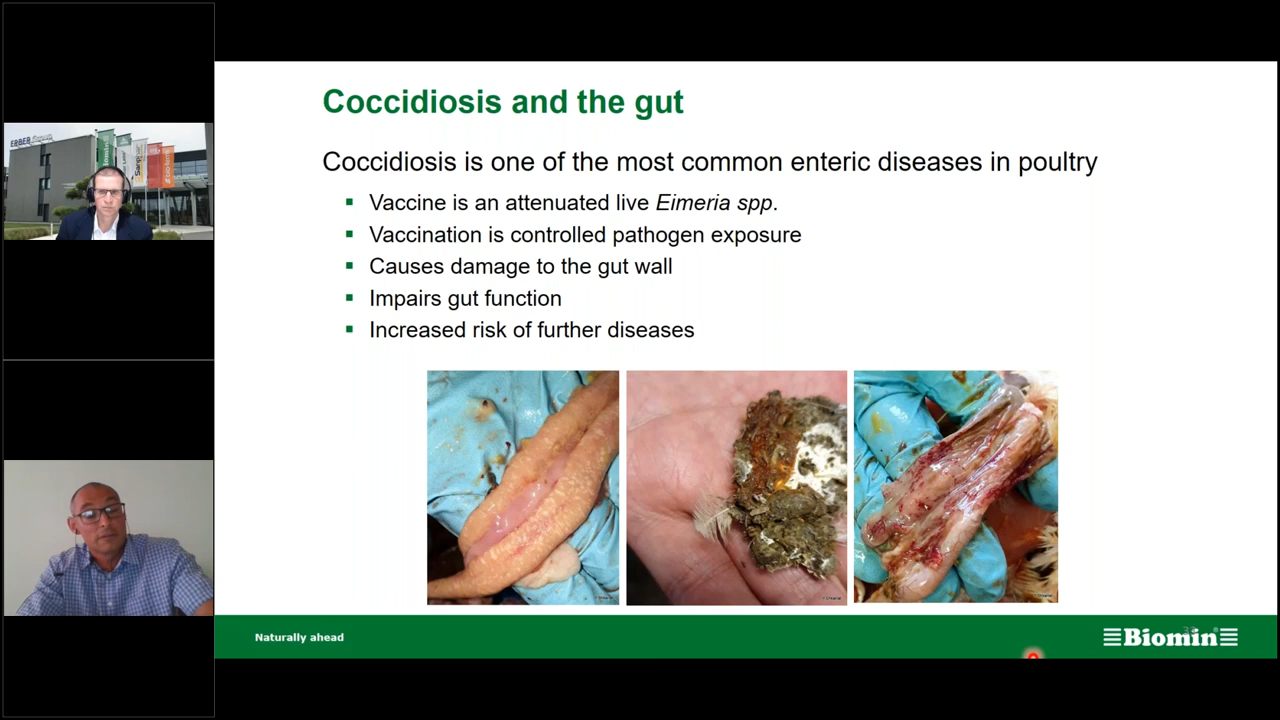 Coccidiosis and the gut
Coccidiosis is one of the most common enteric diseases in poultry
▪ Vaccine is an attenuated live Eimeria spp.
▪ Vaccination is controlled pathogen exposure
▪ Causes damage to the gut wall
▪ Impairs gut function
▪ Increased risk of further diseases
ERBER Group
Naturally ahead
Biomin